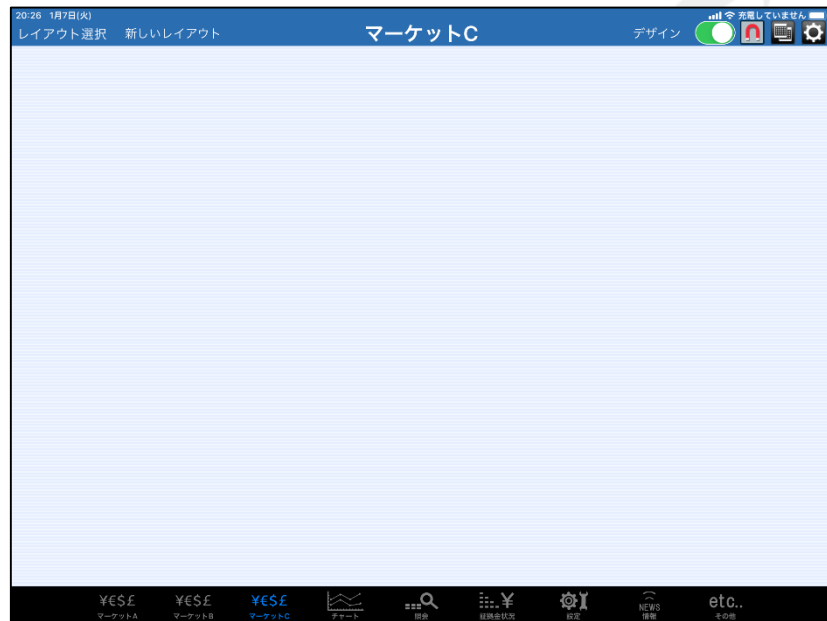 20:26 1月7日(火)
充電していません
レイアウト選択 新しいレイアウト マーケットC デザイン
¥€$£ ¥€$£ ¥€$£ ¥ NEWS etc..
マーケットA マーケットB マーケットC チャート 照会 証拠金状況 設定 情報 その他